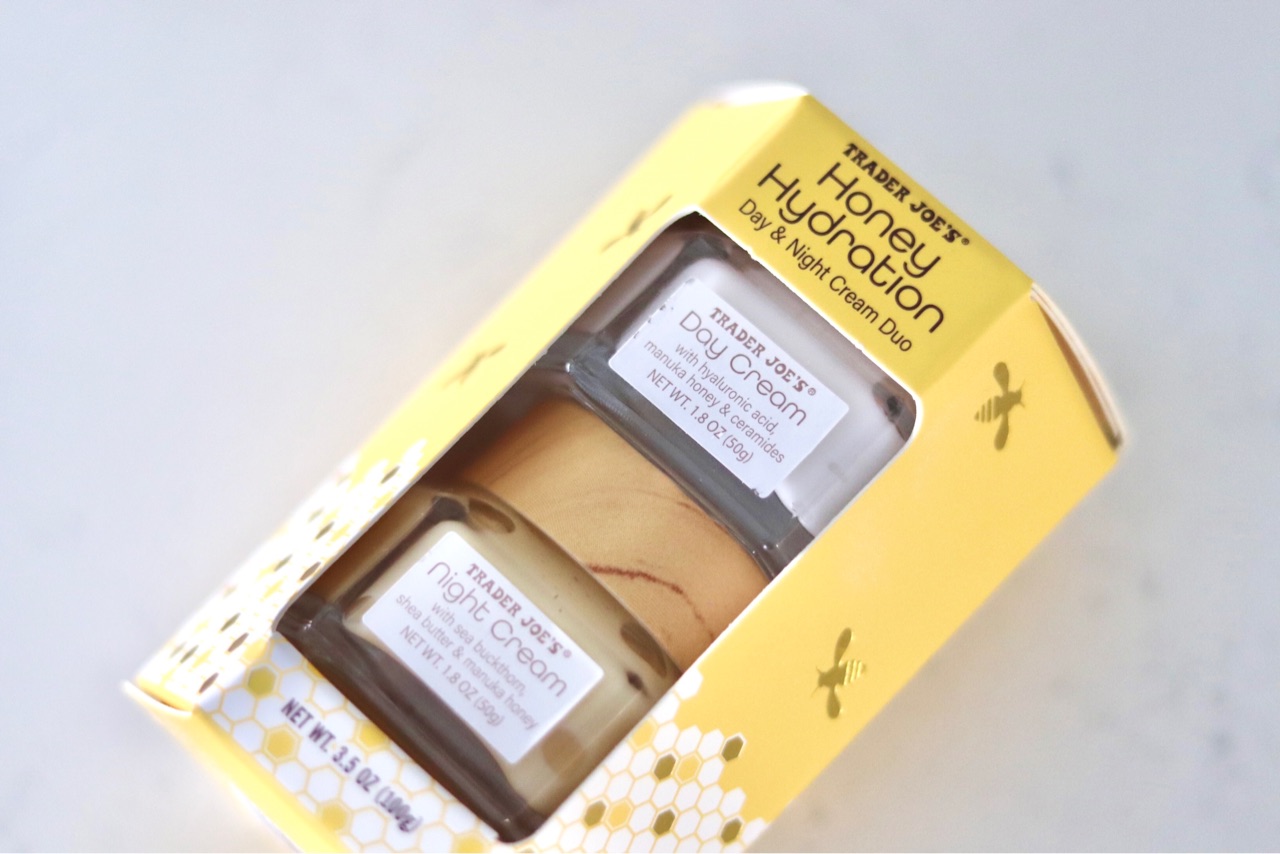 TRADER JOE'S®
Honey
Hydration
Day & Night Cream Duo
TRADER JOE'S®
Day Cream
with hyaluronic acid,
manuka honey & ceramides
NET WT. 1.8 OZ (50g)
TRADER JOE'S®
Night Cream
with sea buckthorn,
shea butter & manuka honey
NET WT. 1.8 OZ (50g)
NET WT. 3.5 OZ (100g)